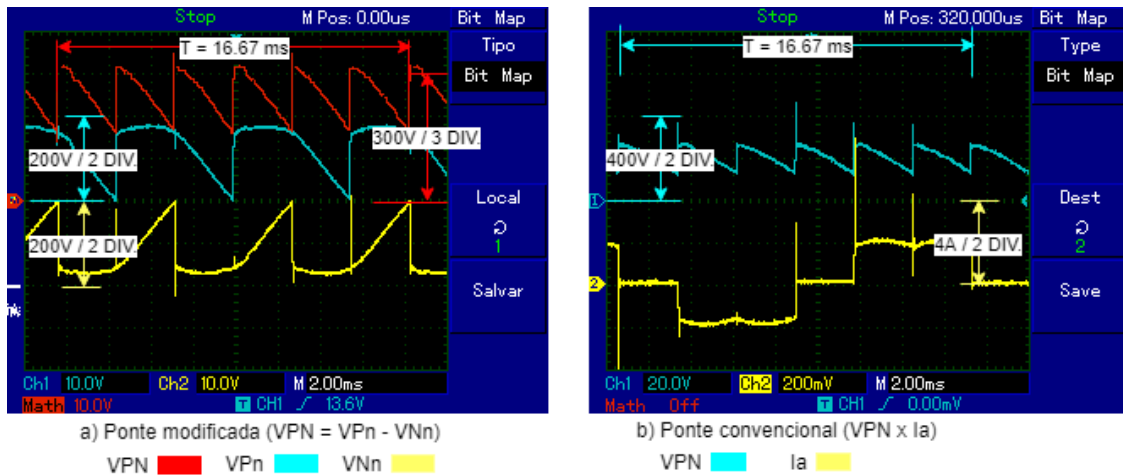 Stop M Pos: 0.00us Bit Map
T = 16.67 ms
Tipo
Bit Map
300V / 3 DIV.
200V / 2 DIV.
Local
1
200V / 2 DIV.
Salvar
Ch1 10.0V Ch2 10.0V M 2.00ms
Math 10.0V T CH1 13.6V
a) Ponte modificada (VPN = VPn - VNn)
VPN VPn VNn
Stop M Pos: 320.000us Bit Map
T = 16.67 ms
Type
Bit Map
400V / 2 DIV.
1
Dest
2
4A / 2 DIV.
2
Save
Ch1 20.0V Ch2 200mV M 2.00ms
Math Off T CH1 0.00mV
b) Ponte convencional (VPN x Ia)
VPN Ia